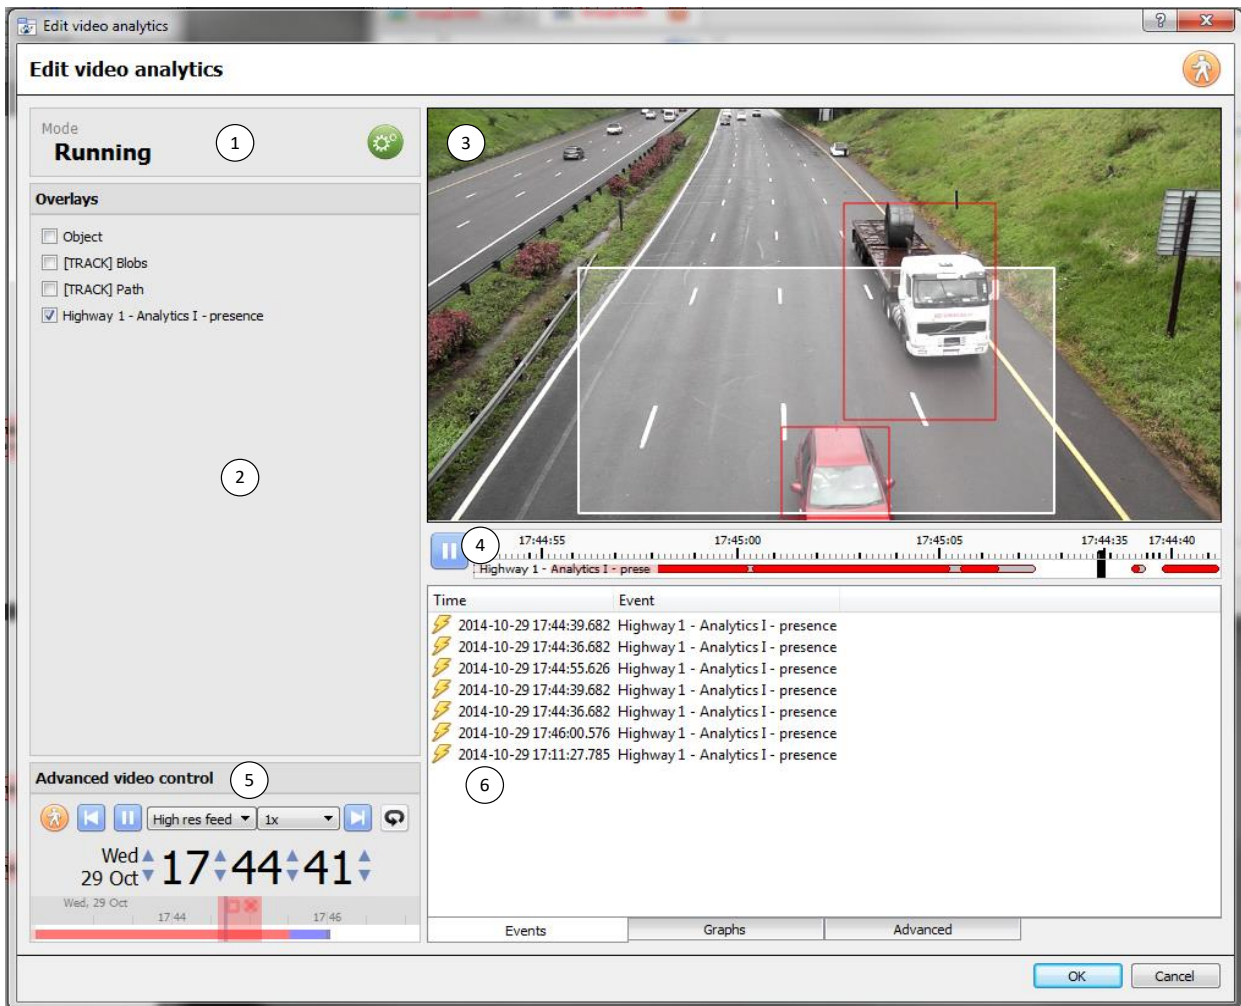 Edit video analytics
Edit video analytics
Mode
Running
1
Overlays
Object
[TRACK] Blobs
[TRACK] Path
Highway 1 - Analytics I - presence
2
3
4
17:44:55 17:45:00 17:45:05 17:44:35 17:44:40
Highway 1 - Analytics I - prese
Time Event
2014-10-29 17:44:39.682 Highway 1 - Analytics I - presence
2014-10-29 17:44:36.682 Highway 1 - Analytics I - presence
2014-10-29 17:44:55.626 Highway 1 - Analytics I - presence
2014-10-29 17:44:39.682 Highway 1 - Analytics I - presence
2014-10-29 17:44:36.682 Highway 1 - Analytics I - presence
2014-10-29 17:46:00.576 Highway 1 - Analytics I - presence
2014-10-29 17:11:27.785 Highway 1 - Analytics I - presence
6
Advanced video control
5
High res feed 1x
Wed
29 Oct 17 44 41
Wed, 29 Oct
17 44 17 46
Events Graphs Advanced
OK Cancel